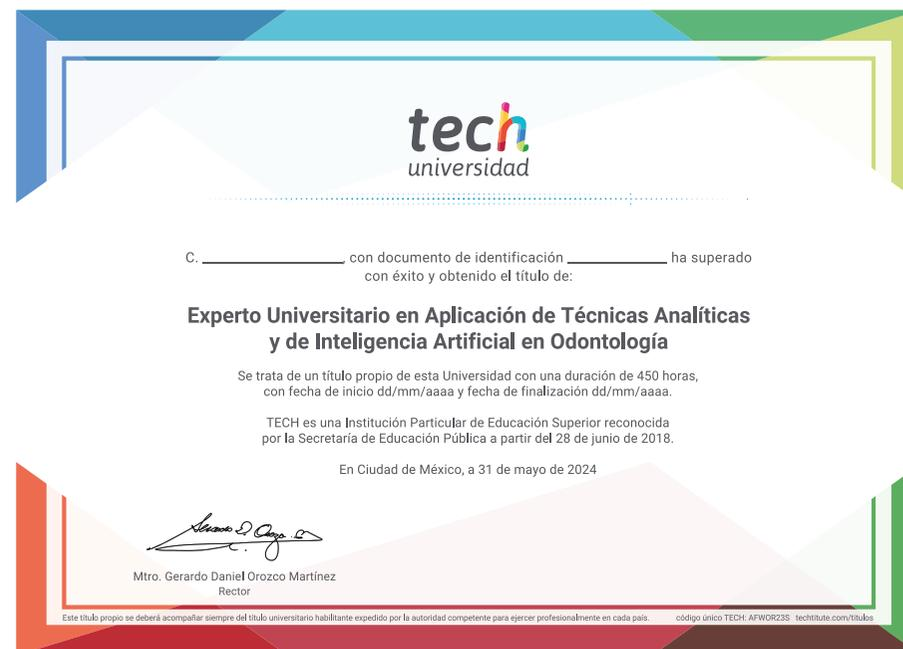 tech
universidad
C. ____________________, con documento de identificación ______________ ha superado
con éxito y obtenido el título de:
Experto Universitario en Aplicación de Técnicas Analíticas
y de Inteligencia Artificial en Odontología
Se trata de un título propio de esta Universidad con una duración de 450 horas,
con fecha de inicio dd/mm/aaaa y fecha de finalización dd/mm/aaaa.
TECH es una Institución Particular de Educación Superior reconocida
por la Secretaría de Educación Pública a partir del 28 de junio de 2018.
En Ciudad de México, a 31 de mayo de 2024
Mtro. Gerardo Daniel Orozco Martínez
Rector
Este título propio se deberá acompañar siempre del título universitario habilitante expedido por la autoridad competente para ejercer profesionalmente en cada país. código único TECH: AFWOR23S techtitute.com/titulos